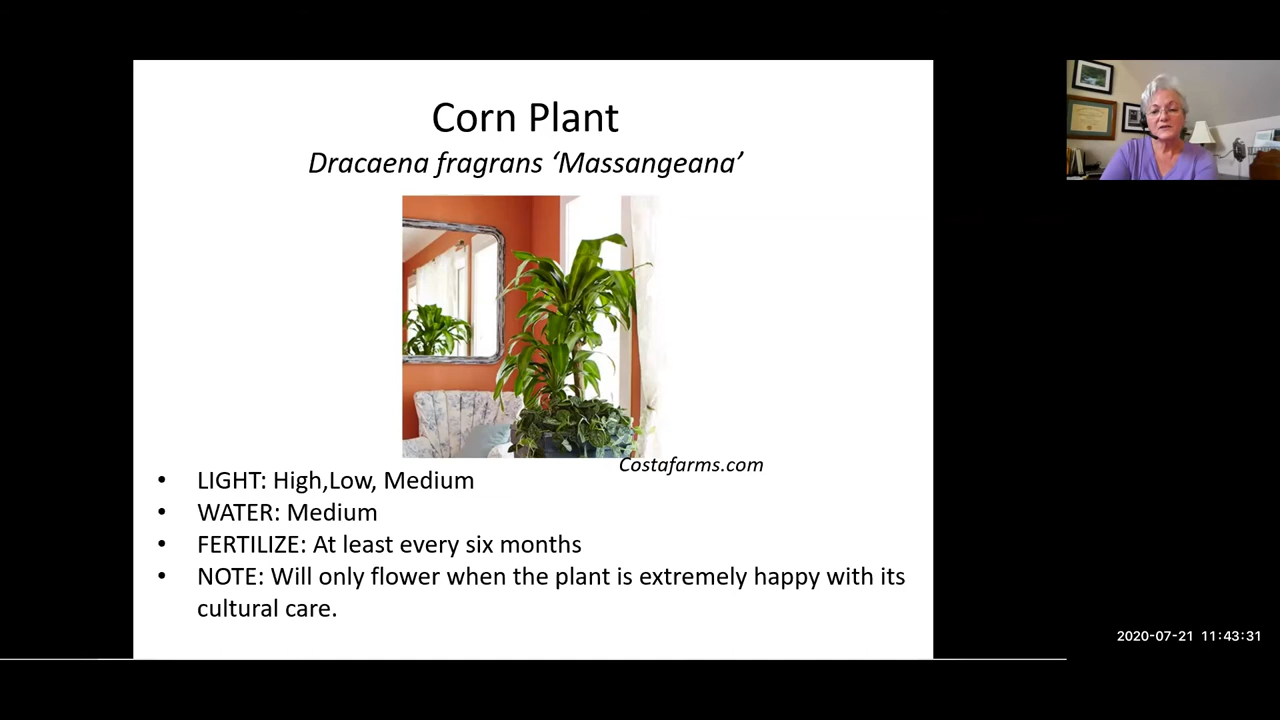 Corn Plant
Dracaena fragrans ‘Massangeana’
Costafarms.com
• LIGHT: High,Low, Medium
• WATER: Medium
• FERTILIZE: At least every six months
• NOTE: Will only flower when the plant is extremely happy with its
cultural care.
2020-07-21 11:43:31